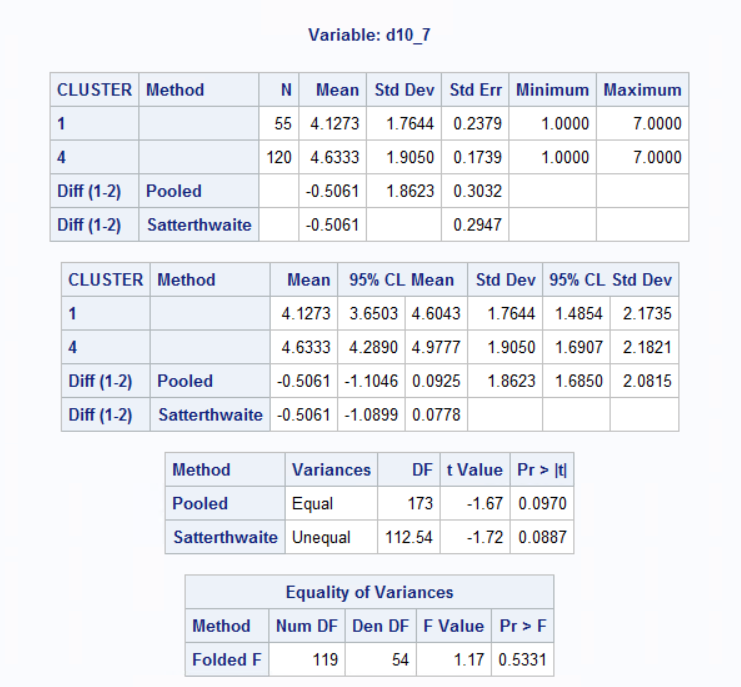 Variable: d10_7
CLUSTER Method N Mean Std Dev Std Err Minimum Maximum
1 55 4.1273 1.7644 0.2379 1.0000 7.0000
4 120 4.6333 1.9050 0.1739 1.0000 7.0000
Diff (1-2) Pooled -0.5061 1.8623 0.3032
Diff (1-2) Satterthwaite -0.5061 0.2947
CLUSTER Method Mean 95% CL Mean Std Dev 95% CL Std Dev
1 4.1273 3.6503 4.6043 1.7644 1.4854 2.1735
4 4.6333 4.2890 4.9777 1.9050 1.6907 2.1821
Diff (1-2) Pooled -0.5061 -1.1046 0.0925 1.8623 1.6850 2.0815
Diff (1-2) Satterthwaite -0.5061 -1.0899 0.0778
Method Variances DF t Value Pr > |t|
Pooled Equal 173 -1.67 0.0970
Satterthwaite Unequal 112.54 -1.72 0.0887
Equality of Variances
Method Num DF Den DF F Value Pr > F
Folded F 119 54 1.17 0.5331